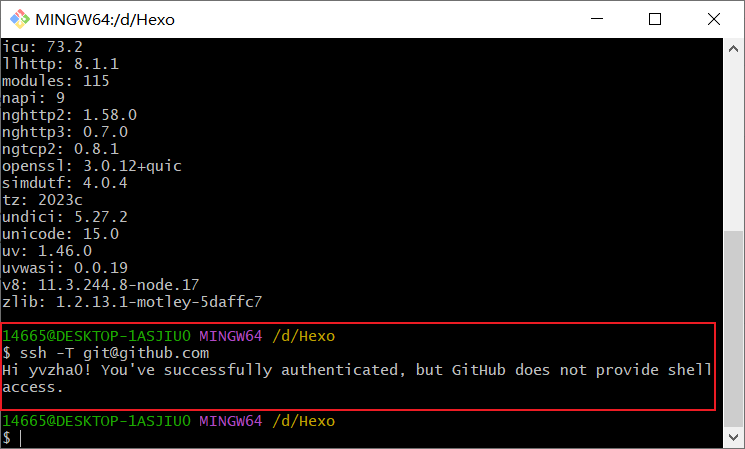 MINGW64:/d/Hexo
icu: 73.2
llhttp: 8.1.1
modules: 115
napi: 9
nghttp2: 1.58.0
nghttp3: 0.7.0
ngtcp2: 0.8.1
openssl: 3.0.12+quic
simdutf: 4.0.4
tz: 2023c
undici: 5.27.2
unicode: 15.0
uv: 1.46.0
uvwasi: 0.0.19
v8: 11.3.244.8-node.17
zlib: 1.2.13.1-motley-5daffc7
14665@DESKTOP-1ASJIU0 MINGW64 /d/Hexo
$ ssh -T git@github.com
Hi yvzha0! You've successfully authenticated, but GitHub does not provide shell
access.
14665@DESKTOP-1ASJIU0 MINGW64 /d/Hexo
$